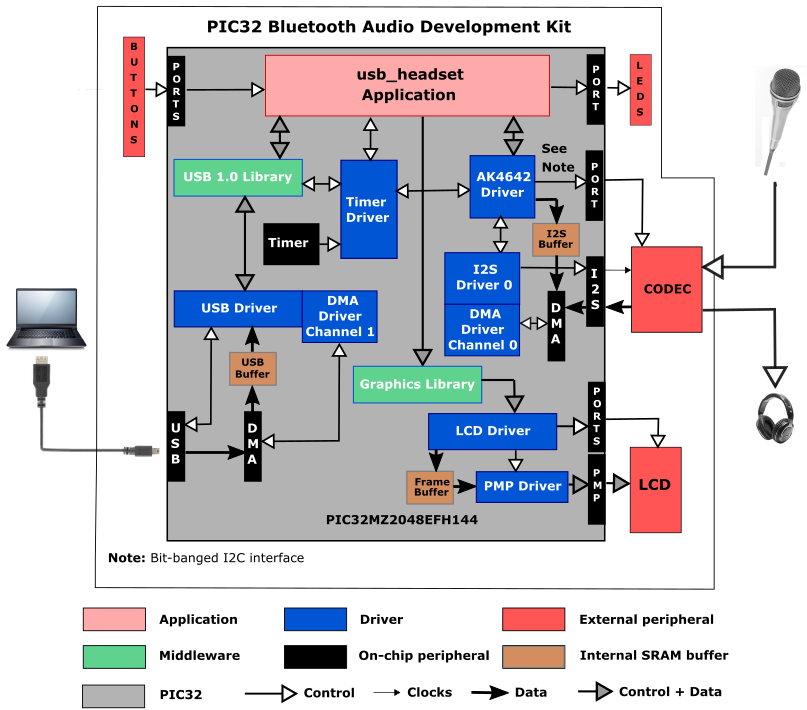 PIC32 Bluetooth Audio Development Kit
BUTTONS
PORTS
usb_headset
Application
PORT
LEDS
See
Note
USB 1.0 Library
Timer
Driver
AK4642
Driver
PORT
I2S
Buffer
Timer
I2S
Driver 0
I2S
CODEC
USB Driver
DMA
Driver
Channel 1
DMA
Driver
Channel 0
DMA
USB
Buffer
Graphics Library
USB
DMA
LCD Driver
PORTS
Frame
Buffer
PMP Driver
PMP
LCD
PIC32MZ2048EFH144
Note: Bit-banged I2C interface
Application
Driver
External peripheral
Middleware
On-chip peripheral
Internal SRAM buffer
PIC32
Control
Clocks
Data
Control + Data